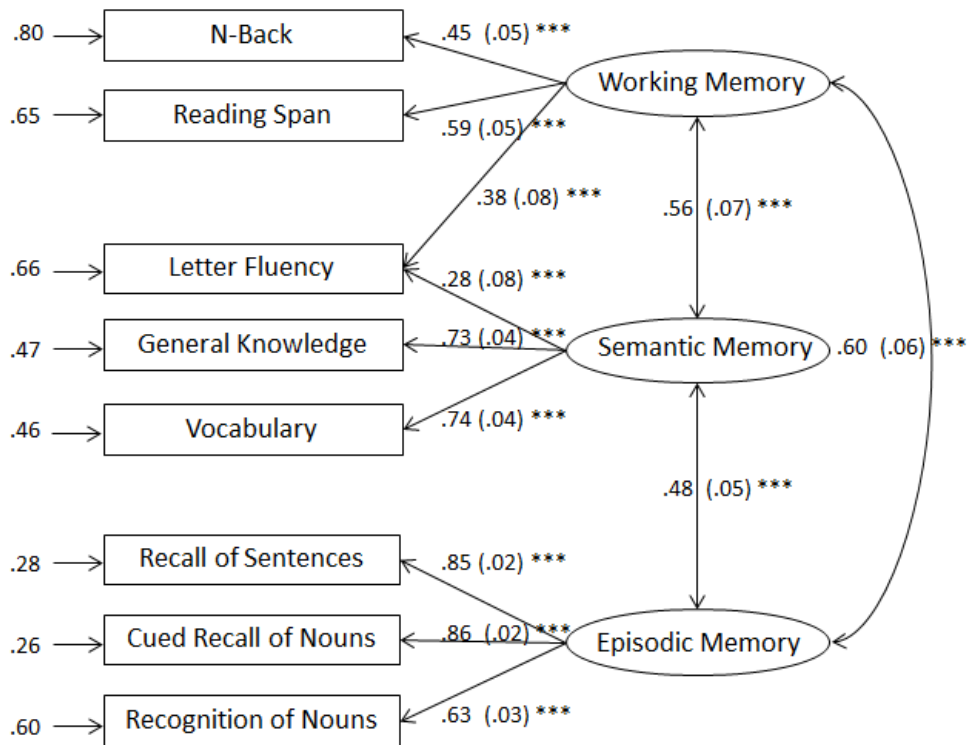 .80 N-Back .45 (.05) ***
Working Memory
.65 Reading Span .59 (.05) ***
.38 (.08) *** .56 (.07) ***
.66 Letter Fluency .28 (.08) ***
.47 General Knowledge .73 (.04) *** Semantic Memory .60 (.06) ***
.46 Vocabulary .74 (.04) ***
.48 (.05) ***
.28 Recall of Sentences .85 (.02) ***
.26 Cued Recall of Nouns .86 (.02) *** Episodic Memory
.60 Recognition of Nouns .63 (.03) ***